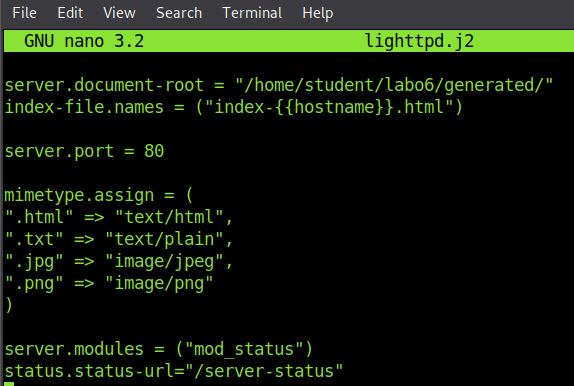 File Edit View Search Terminal Help
GNU nano 3.2 lighttpd.j2
server.document-root = "/home/student/labo6/generated/"
index-file.names = ("index-{{hostname}}.html")
server.port = 80
mimetype.assign = (
".html" => "text/html",
".txt" => "text/plain",
".jpg" => "image/jpeg",
".png" => "image/png"
)
server.modules = ("mod_status")
status.status-url="/server-status"